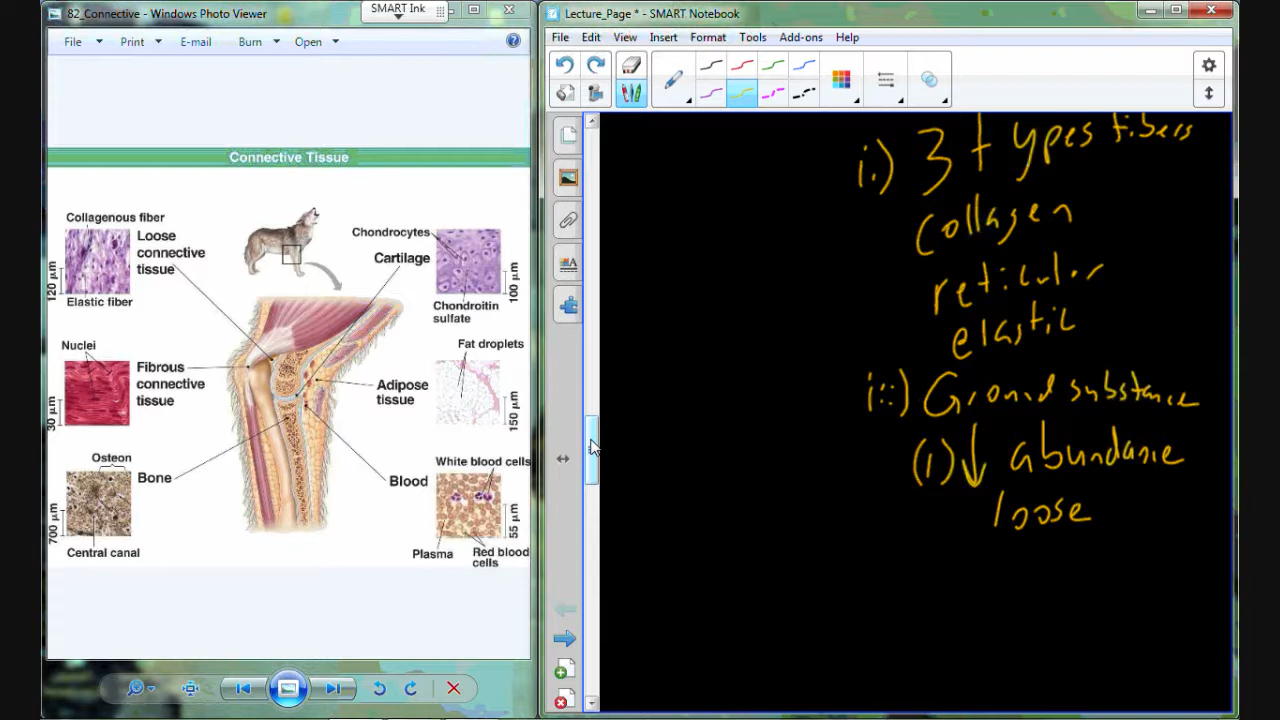 82_Connective - Windows Photo Viewer
SMART Ink
File Print E-mail Burn Open
Connective Tissue
Collagenous fiber
Loose connective tissue
120 μm
Elastic fiber
Nuclei
Fibrous connective tissue
30 μm
Osteon
Bone
700 μm
Central canal
Chondrocytes
Cartilage
100 μm
Chondroitin sulfate
Fat droplets
Adipose tissue
150 μm
White blood cells
Blood
55 μm
Plasma
Red blood cells
Lecture_Page * - SMART Notebook
File Edit View Insert Format Tools Add-ons Help
i.) 3 types fibers
collagen
reticular
elastic
iii) Ground substance
(1) ↓ abundance
loose